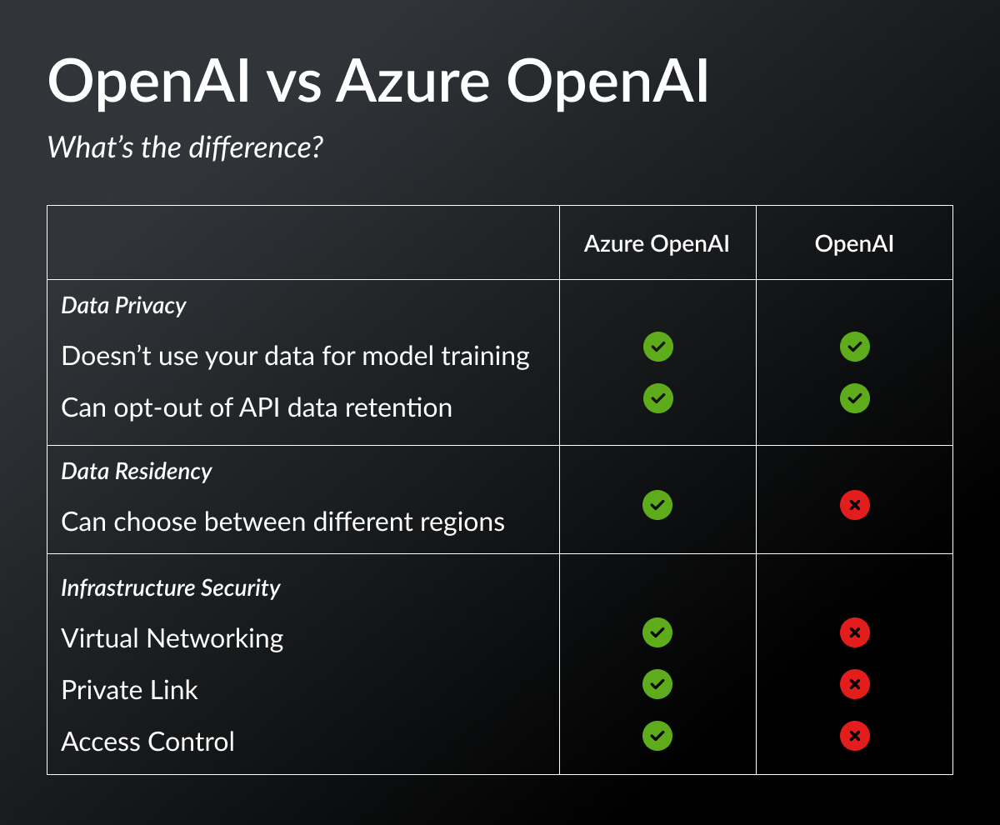 OpenAI vs Azure OpenAI
What’s the difference?
Azure OpenAI OpenAI
Data Privacy
Doesn’t use your data for model training
Can opt-out of API data retention
Data Residency
Can choose between different regions
Infrastructure Security
Virtual Networking
Private Link
Access Control